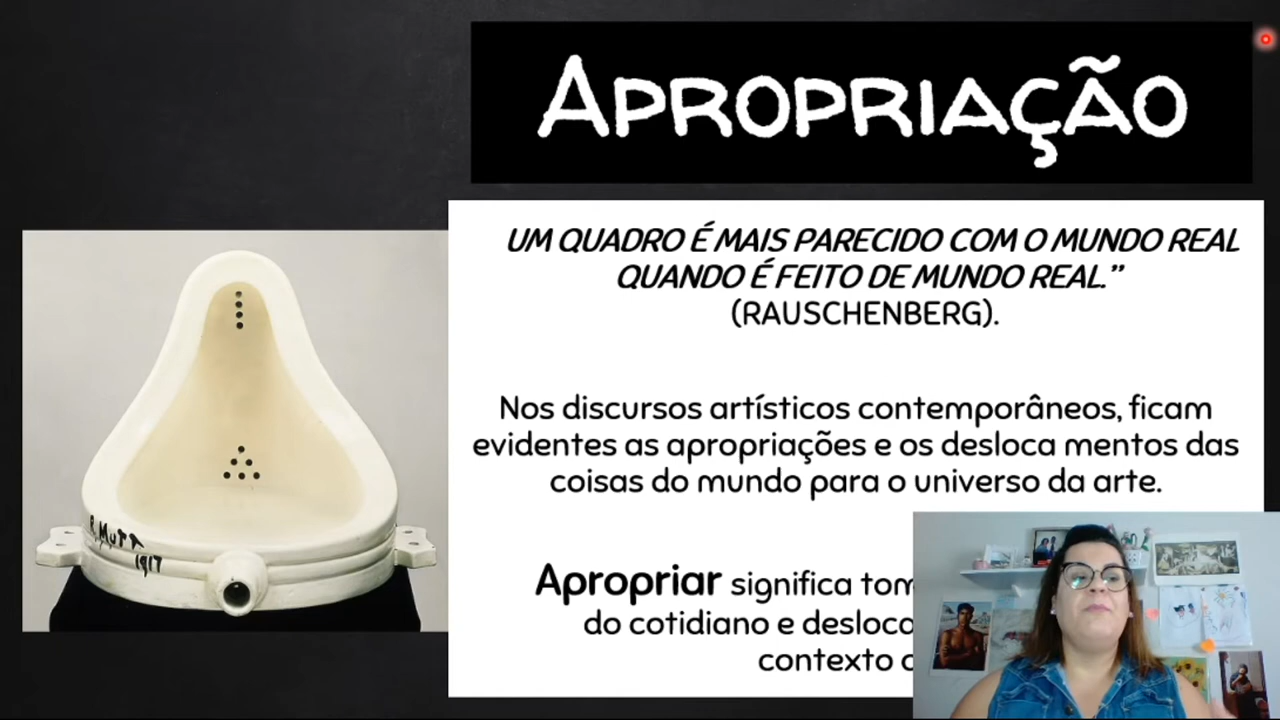 APROPRIAÇÃO
UM QUADRO É MAIS PARECIDO COM O MUNDO REAL
QUANDO É FEITO DE MUNDO REAL.”
(RAUSCHENBERG).
Nos discursos artísticos contemporâneos, ficam
evidentes as apropriações e os desloca mentos das
coisas do mundo para o universo da arte.
Apropriar significa
do cotidiano e
contexto
R. MUTT
1917